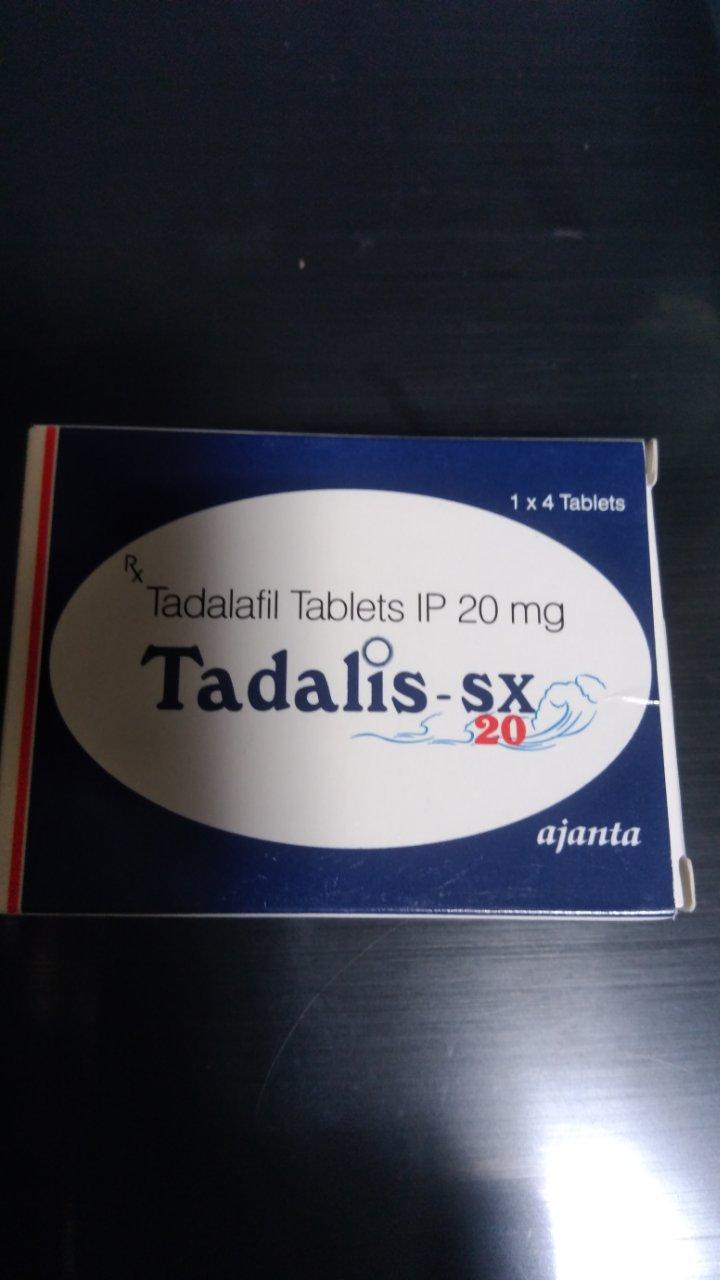 1 x 4 Tablets
Rx
Tadalafil Tablets IP 20 mg
Tadalis-sx
20
ajanta